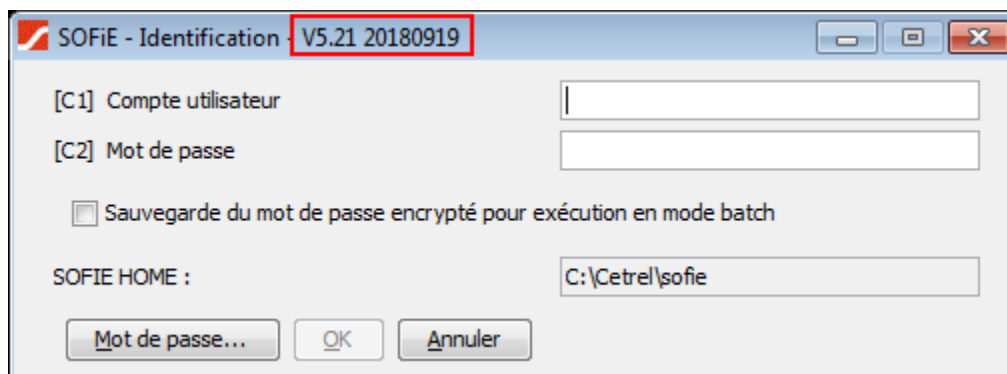 SOFiE - Identification - V5.21 20180919
[C1] Compte utilisateur
[C2] Mot de passe
Sauvegarde du mot de passe encrypté pour exécution en mode batch
SOFIE HOME : C:\Cetrel\sofie
Mot de passe... OK Annuler